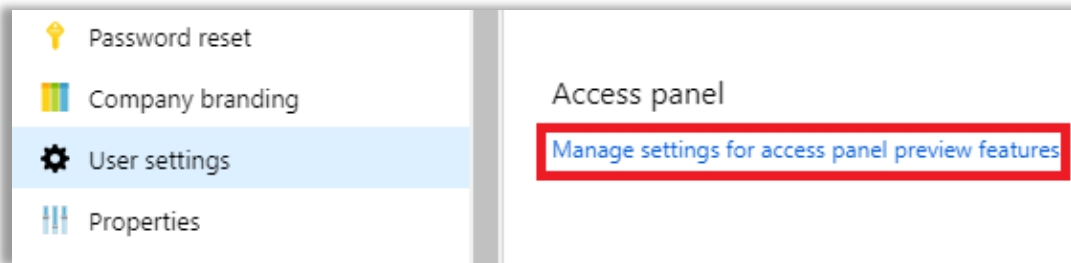 Password reset
Company branding
User settings
Properties
Access panel
Manage settings for access panel preview features